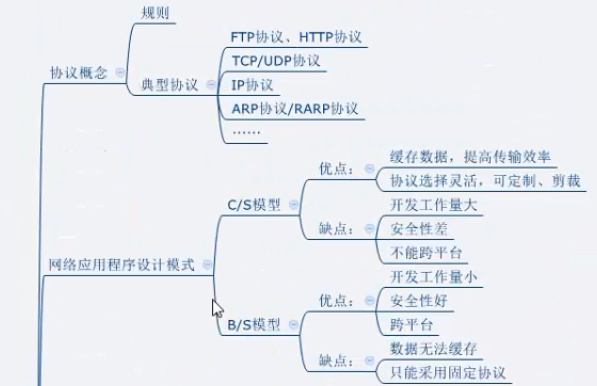 规则
协议概念
FTP协议、HTTP协议
TCP/UDP协议
典型协议
IP协议
ARP协议/RARP协议
……
网络应用程序设计模式
C/S模型
优点：
缓存数据，提高传输效率
协议选择灵活，可定制、剪裁
缺点：
开发工作量大
安全性差
不能跨平台
B/S模型
优点：
开发工作量小
安全性好
跨平台
缺点：
数据无法缓存
只能采用固定协议